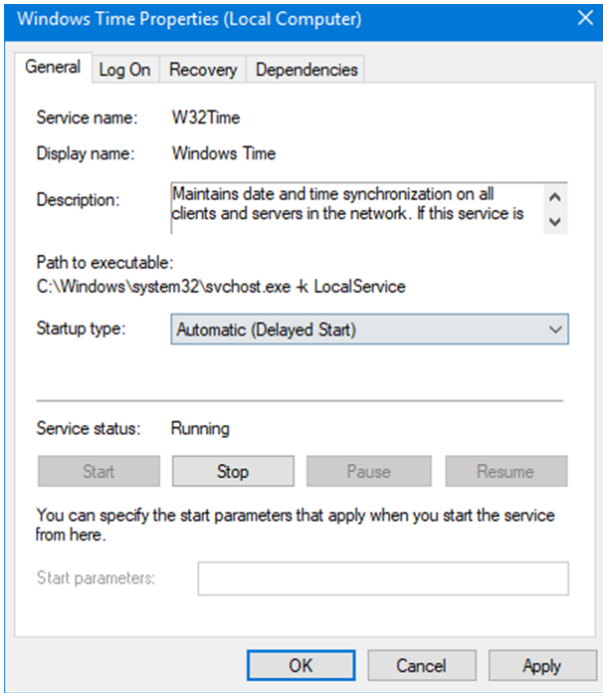 Windows Time Properties (Local Computer)
General Log On Recovery Dependencies
Service name: W32Time
Display name: Windows Time
Description: Maintains date and time synchronization on all
clients and servers in the network. If this service is
Path to executable:
C:\Windows\system32\svchost.exe -k LocalService
Startup type: Automatic (Delayed Start)
Service status: Running
Start Stop Pause Resume
You can specify the start parameters that apply when you start the service
from here.
Start parameters:
OK Cancel Apply